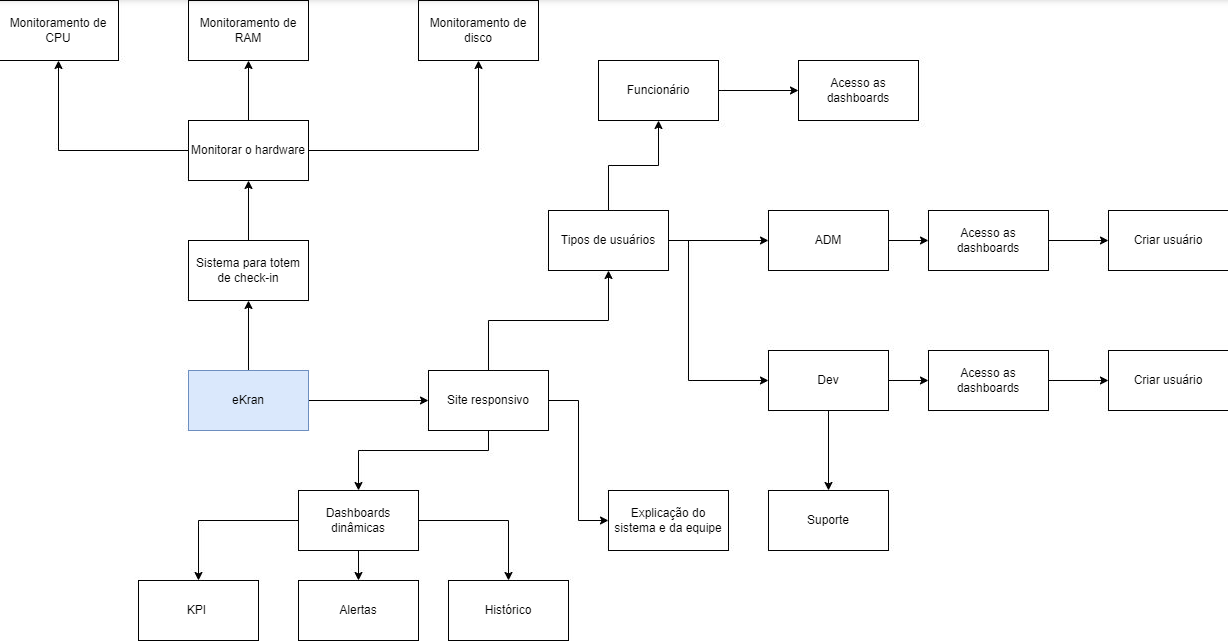 Monitoramento de
CPU
Monitoramento de
RAM
Monitoramento de
disco
Funcionário
Acesso as
dashboards
Monitorar o hardware
Tipos de usuários
ADM
Acesso as
dashboards
Criar usuário
Sistema para totem
de check-in
eKran
Site responsivo
Dev
Acesso as
dashboards
Criar usuário
Dashboards
dinâmicas
Explicação do
sistema e da equipe
Suporte
KPI
Alertas
Histórico